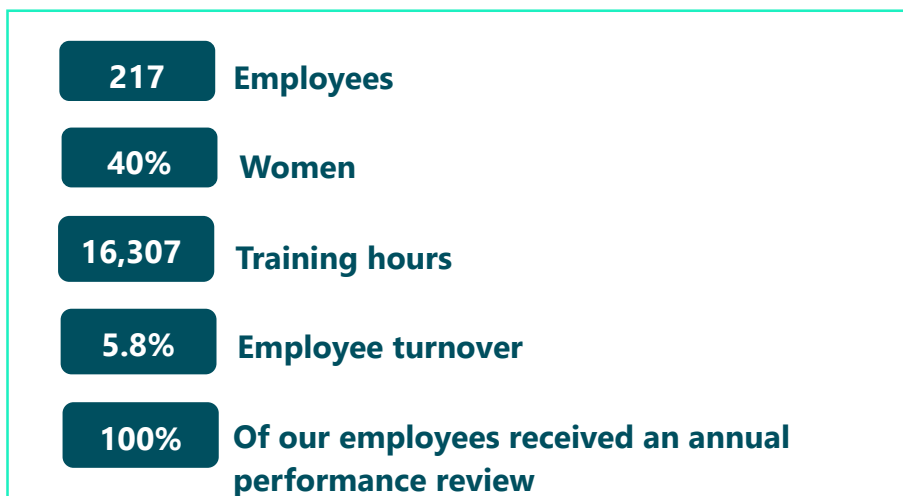 217 Employees
40% Women
16,307 Training hours
5.8% Employee turnover
100% Of our employees received an annual
performance review